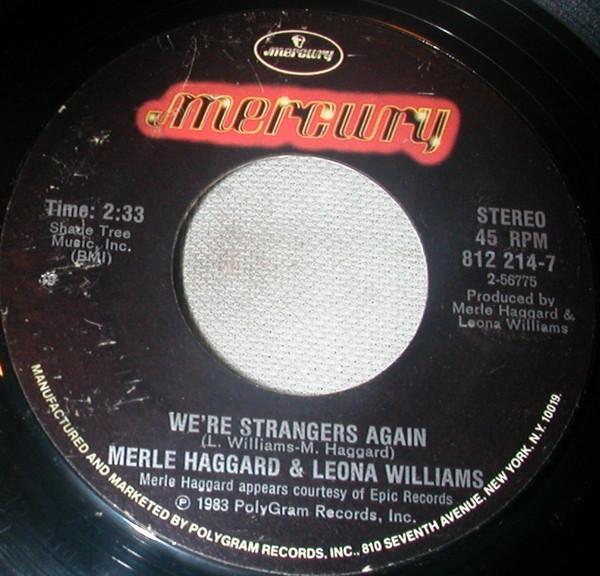 mercury
mercury
Time: 2:33
Shade Tree
Music, Inc.
(BMI)
STEREO
45 RPM
812 214-7
2-56775
Produced by
Merle Haggard &
Leona Williams
WE'RE STRANGERS AGAIN
(L. Williams-M. Haggard)
MERLE HAGGARD & LEONA WILLIAMS
Merle Haggard appears courtesy of Epic Records
℗ 1983 PolyGram Records, Inc.
MANUFACTURED AND MARKETED BY POLYGRAM RECORDS, INC., 810 SEVENTH AVENUE, NEW YORK, N.Y. 10019.